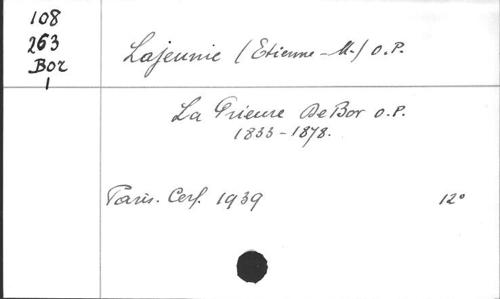 108
263
Bor
1
Lajeunie (Etienne-M.) O.P.
La Prieure De Bor O.P.
1833-1878.
Paris. Cerf. 1939 12°